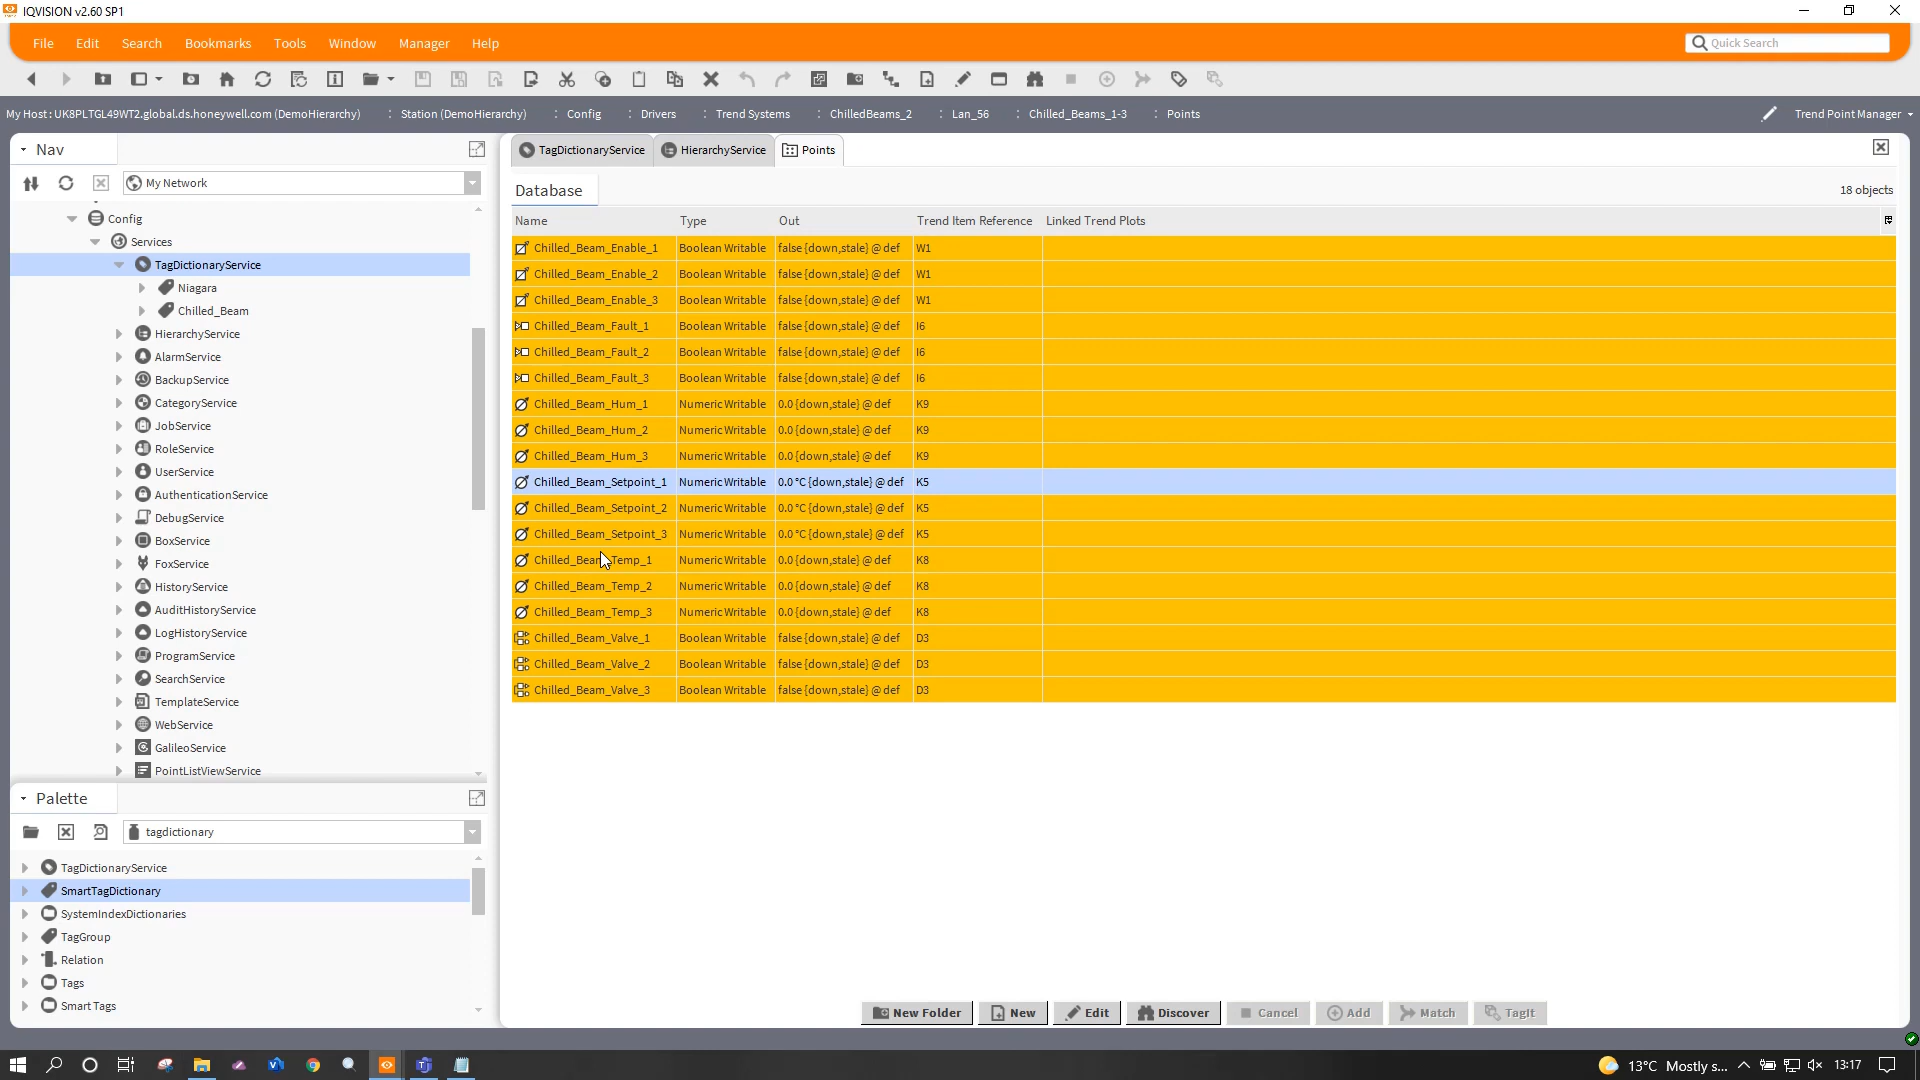 IQVISION v2.60 SP1
File Edit Search Bookmarks Tools Window Manager Help
Quick Search
My Host : UK8PLTGL49WT2.global.ds.honeywell.com (DemoHierarchy) : Station (DemoHierarchy) : Config : Drivers : Trend Systems : ChilledBeams_2 : Lan_56 : Chilled_Beams_1-3 : Points
Trend Point Manager
Nav
My Network
Config
Services
TagDictionaryService
Niagara
Chilled_Beam
HierarchyService
AlarmService
BackupService
CategoryService
JobService
RoleService
UserService
AuthenticationService
DebugService
BoxService
FoxService
HistoryService
AuditHistoryService
LogHistoryService
ProgramService
SearchService
TemplateService
WebService
GalileoService
PointListViewService
Palette
tagdictionary
TagDictionaryService
SmartTagDictionary
SystemIndexDictionaries
TagGroup
Relation
Tags
Smart Tags
TagDictionaryService HierarchyService Points
Database
18 objects
Name Type Out Trend Item Reference Linked Trend Plots
Chilled_Beam_Enable_1 Boolean Writable false {down,stale} @ def W1
Chilled_Beam_Enable_2 Boolean Writable false {down,stale} @ def W1
Chilled_Beam_Enable_3 Boolean Writable false {down,stale} @ def W1
Chilled_Beam_Fault_1 Boolean Writable false {down,stale} @ def I6
Chilled_Beam_Fault_2 Boolean Writable false {down,stale} @ def I6
Chilled_Beam_Fault_3 Boolean Writable false {down,stale} @ def I6
Chilled_Beam_Hum_1 Numeric Writable 0.0 {down,stale} @ def K9
Chilled_Beam_Hum_2 Numeric Writable 0.0 {down,stale} @ def K9
Chilled_Beam_Hum_3 Numeric Writable 0.0 {down,stale} @ def K9
Chilled_Beam_Setpoint_1 Numeric Writable 0.0 °C {down,stale} @ def K5
Chilled_Beam_Setpoint_2 Numeric Writable 0.0 °C {down,stale} @ def K5
Chilled_Beam_Setpoint_3 Numeric Writable 0.0 °C {down,stale} @ def K5
Chilled_Beam_Temp_1 Numeric Writable 0.0 {down,stale} @ def K8
Chilled_Beam_Temp_2 Numeric Writable 0.0 {down,stale} @ def K8
Chilled_Beam_Temp_3 Numeric Writable 0.0 {down,stale} @ def K8
Chilled_Beam_Valve_1 Boolean Writable false {down,stale} @ def D3
Chilled_Beam_Valve_2 Boolean Writable false {down,stale} @ def D3
Chilled_Beam_Valve_3 Boolean Writable false {down,stale} @ def D3
New Folder New Edit Discover Cancel Add Match TagIt
13°C Mostly s... 13:17